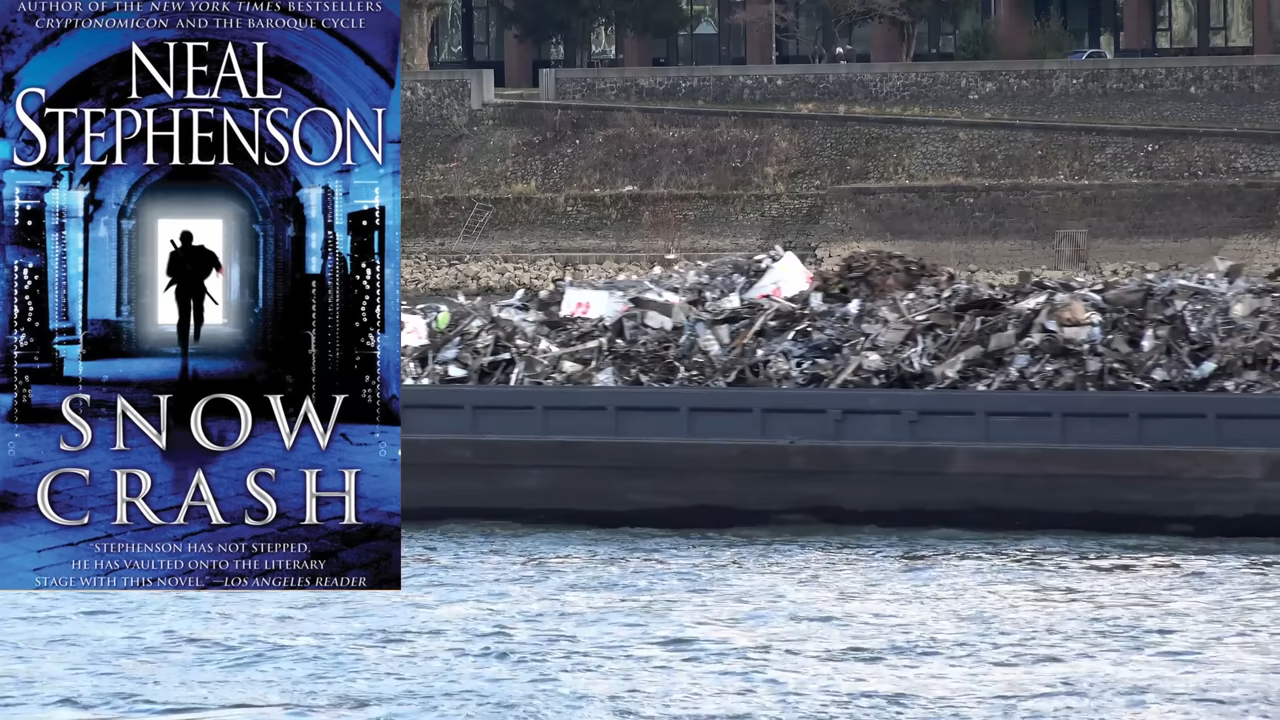 AUTHOR OF THE NEW YORK TIMES BESTSELLERS
CRYPTONOMICON AND THE BAROQUE CYCLE
NEAL
STEPHENSON
SNOW
CRASH
"STEPHENSON HAS NOT STEPPED,
HE HAS VAULTED ONTO THE LITERARY
STAGE WITH THIS NOVEL." —LOS ANGELES READER